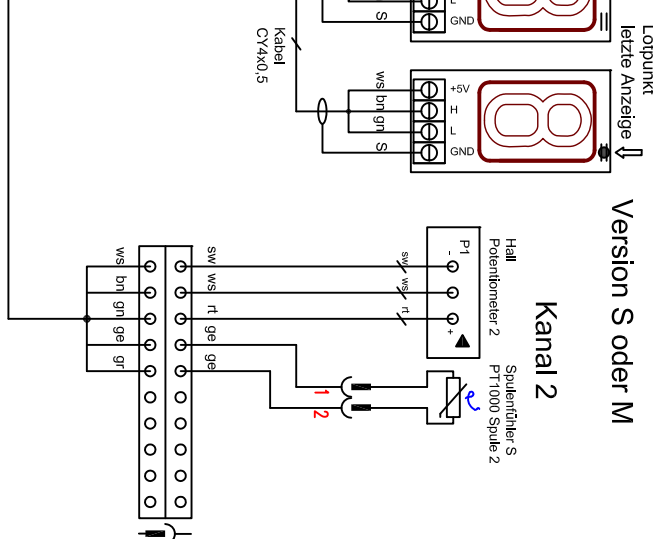 Lötpunkt
letzte Anzeige
L
S
GND
Kabel
CY4x0,5
ws
bn
gn
S
+5V
H
L
GND
Version S oder M
Kanal 2
Hall
Potentiometer 2
P1
-
+
sw
ws
rt
Spulenfühler S
PT1000 Spule 2
1
2
sw
ws
rt
ge
ge
ws
bn
gn
ge
gr